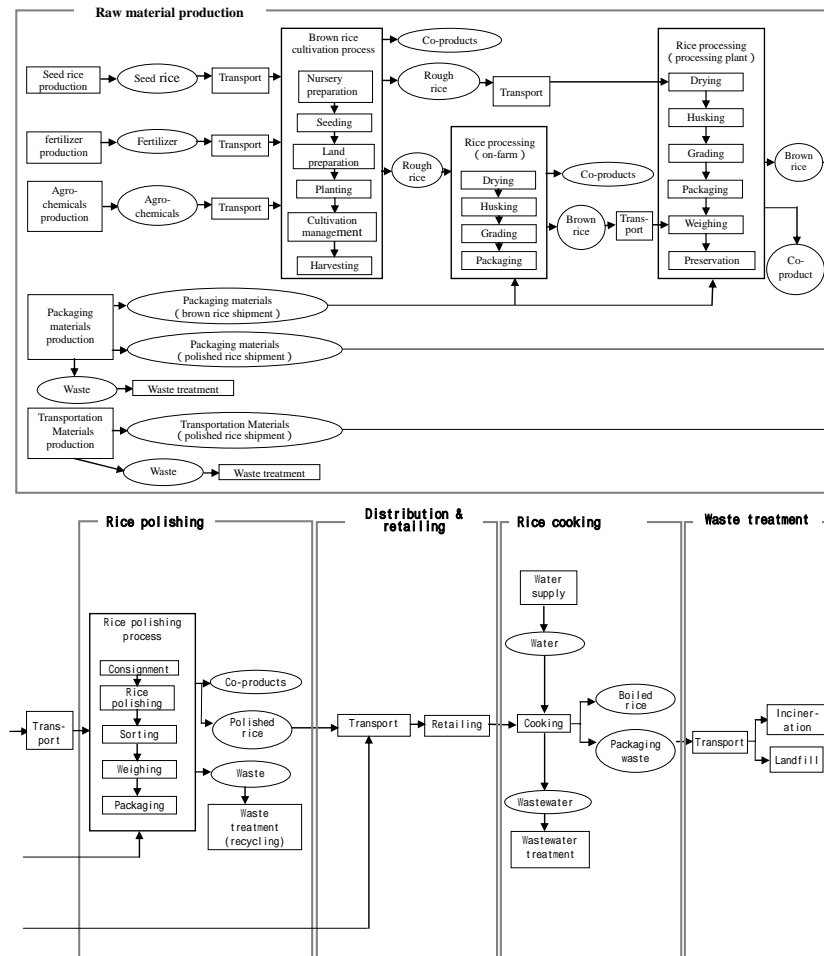 Raw material production
Seed rice
production
Seed rice
Transport
fertilizer
production
Fertilizer
Transport
Agro-
chemicals
production
Agro-
chemicals
Transport
Brown rice
cultivation process
Nursery
preparation
Seeding
Land
preparation
Planting
Cultivation
management
Harvesting
Co-products
Rough
rice
Transport
Rough
rice
Rice processing
(on-farm)
Drying
Husking
Grading
Packaging
Co-products
Brown
rice
Trans-
port
Rice processing
(processing plant)
Drying
Husking
Grading
Packaging
Weighing
Preservation
Brown
rice
Co-
product
Packaging
materials
production
Packaging materials
(brown rice shipment)
Packaging materials
(polished rice shipment)
Waste
Waste treatment
Transportation
Materials
production
Transportation Materials
(polished rice shipment)
Waste
Waste treatment
Rice polishing
Distribution &
retailing
Rice cooking
Waste treatment
Trans-
port
Rice polishing
process
Consignment
Rice
polishing
Sorting
Weighing
Packaging
Co-products
Polished
rice
Waste
Waste
treatment
(recycling)
Transport
Retailing
Water
supply
Water
Cooking
Boiled
rice
Packaging
waste
Wastewater
Wastewater
treatment
Transport
Inciner-
ation
Landfill